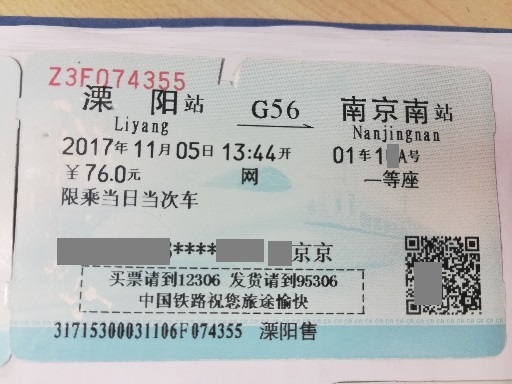 Z3F074355
溧阳站 G56 南京南站
Liyang Nanjingnan
2017年11月05日13:44开 01车1A号
￥76.0元 网 一等座
限乘当日当次车
**** 京京
买票请到12306 发货请到95306
中国铁路祝您旅途愉快
31715300031106F074355 溧阳售